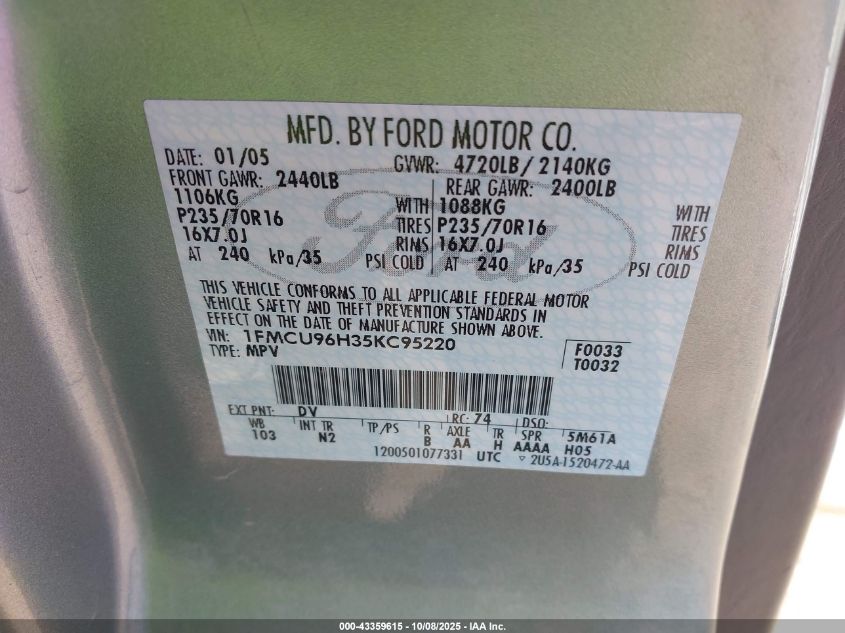 MFD. BY FORD MOTOR CO.
DATE: 01/05 GVWR: 4720LB/ 2140KG
FRONT GAWR: 2440LB REAR GAWR: 2400LB
1106KG WITH 1088KG WITH
P235/70R16 TIRES P235/70R16 TIRES
16X7.0J RIMS 16X7.0J RIMS
AT 240 kPa/35 PSI COLD AT 240 kPa/35 PSI COLD
THIS VEHICLE CONFORMS TO ALL APPLICABLE FEDERAL MOTOR
VEHICLE SAFETY AND THEFT PREVENTION STANDARDS IN
EFFECT ON THE DATE OF MANUFACTURE SHOWN ABOVE.
VIN: 1FMCU96H35KC95220 F0033
TYPE: MPV T0032
EXT PNT: DV RC: 74 DSO:
WB INT TR TP/PS R AXLE TR SPR 5M61A
103 N2 B AA H AAAA H05
1200501077331 UTC ▽ 2U5A-1520472-AA
Ford
000-43359615 - 10/08/2025 - IAA Inc.